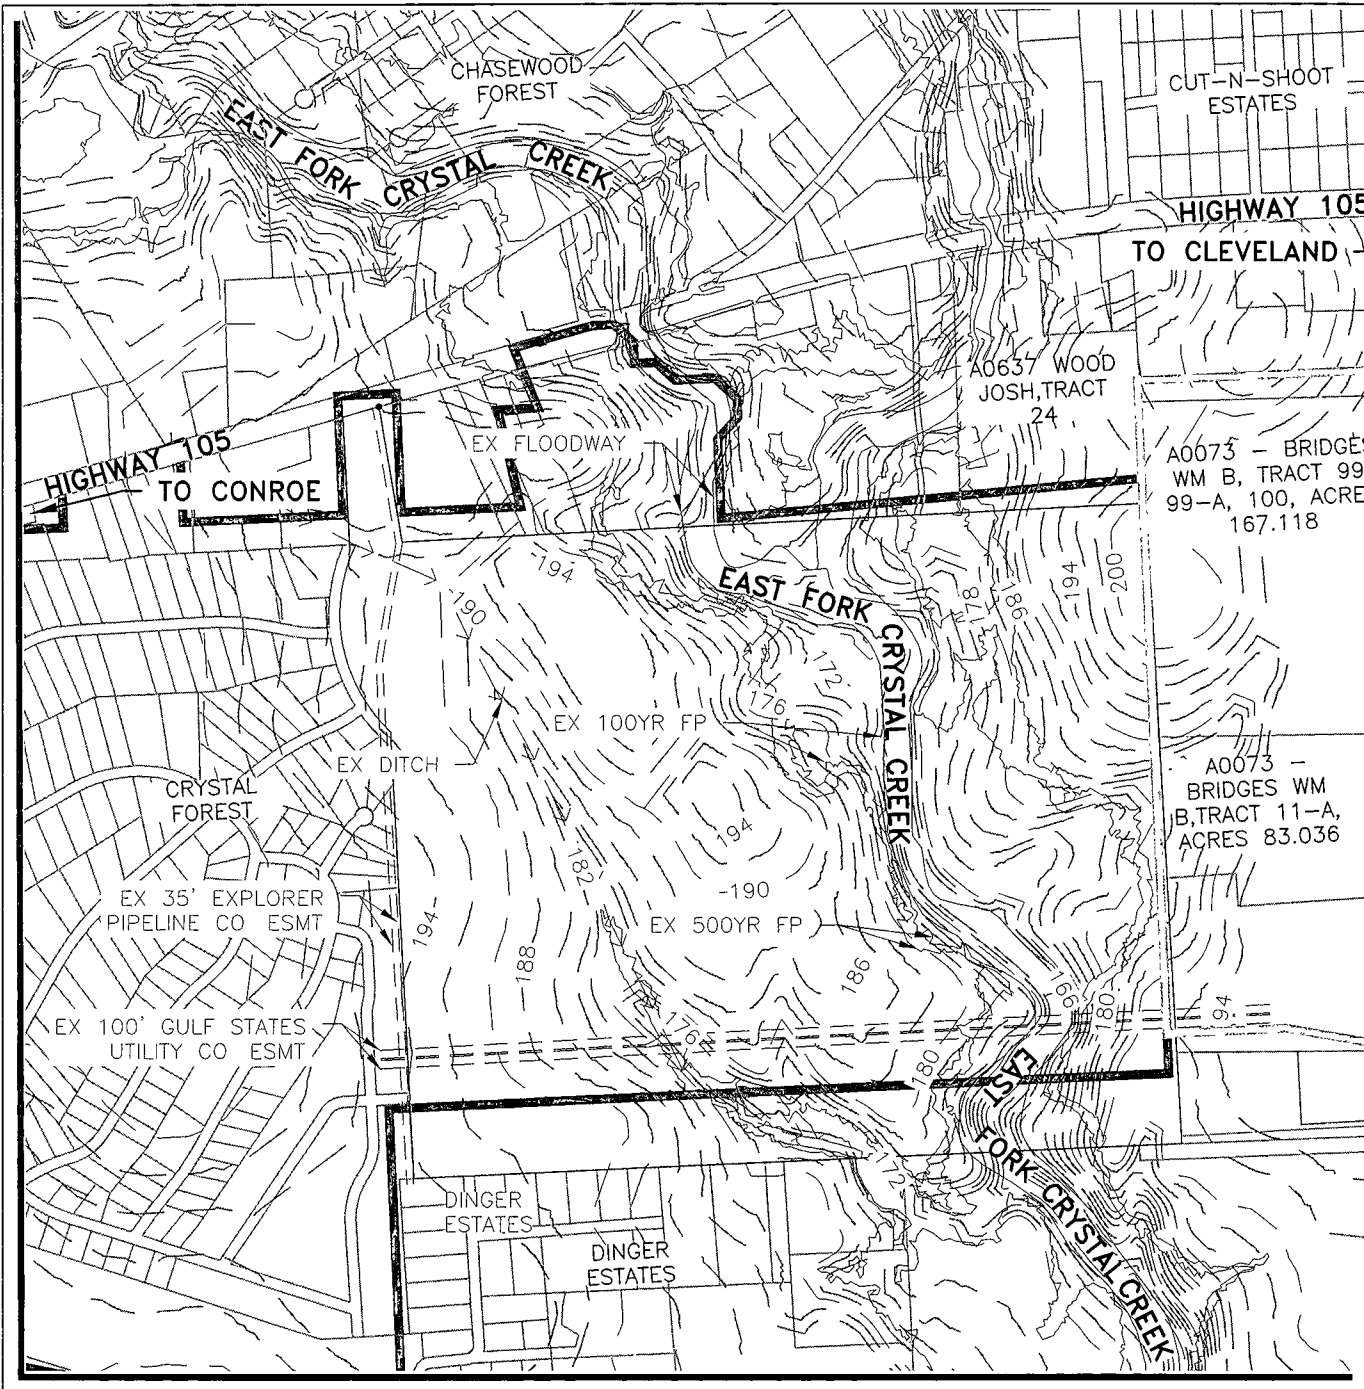 CHASEWOOD
FOREST
CUT-N-SHOOT
ESTATES
EAST FORK CRYSTAL CREEK
HIGHWAY 105
TO CLEVELAND
A0637 WOOD
JOSH,TRACT
24
EX FLOODWAY
HIGHWAY 105
TO CONROE
A0073 - BRIDGES
WM B, TRACT 99
99-A, 100, ACRE
167.118
-194
-190
EAST FORK CRYSTAL CREEK
178
186
-194
-200
172
176
EX 100YR FP
EX DITCH
CRYSTAL
FOREST
A0073 -
BRIDGES WM
B,TRACT 11-A,
ACRES 83.036
194
182
-190
EX 35' EXPLORER
PIPELINE CO ESMT
194-
EX 500YR FP
188
186
166
180
94
EX 100' GULF STATES
UTILITY CO ESMT
176
180
EAST FORK CRYSTAL CREEK
172
DINGER
ESTATES
DINGER
ESTATES